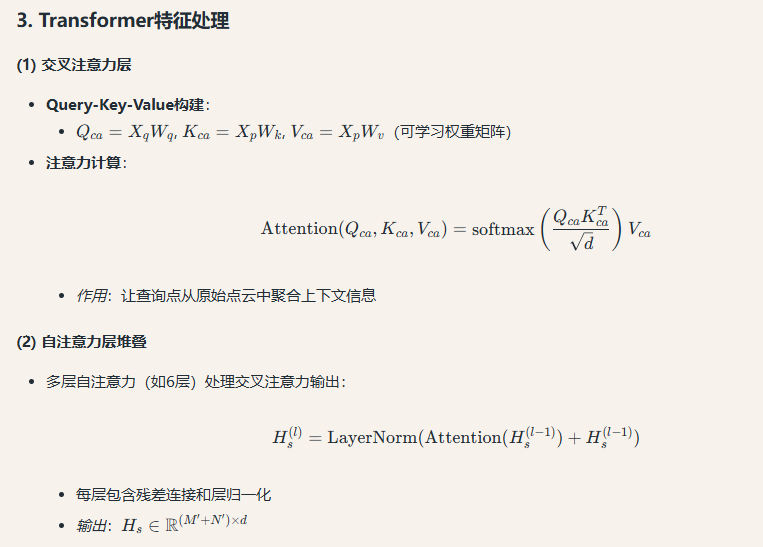 3. Transformer特征处理
(1) 交叉注意力层
• Query-Key-Value构建：
• $Q_{ca} = X_q W_q, K_{ca} = X_p W_k, V_{ca} = X_p W_v$（可学习权重矩阵）
• 注意力计算：
$\text{Attention}(Q_{ca}, K_{ca}, V_{ca}) = \text{softmax}\left(\frac{Q_{ca} K_{ca}^T}{\sqrt{d}}\right) V_{ca}$
• 作用：让查询点从原始点云中聚合上下文信息
(2) 自注意力层堆叠
• 多层自注意力（如6层）处理交叉注意力输出：
$H_s^{(l)} = \text{LayerNorm}(\text{Attention}(H_s^{(l-1)}) + H_s^{(l-1)})$
• 每层包含残差连接和层归一化
• 输出：$H_s \in \mathbb{R}^{(M'+N') \times d}$